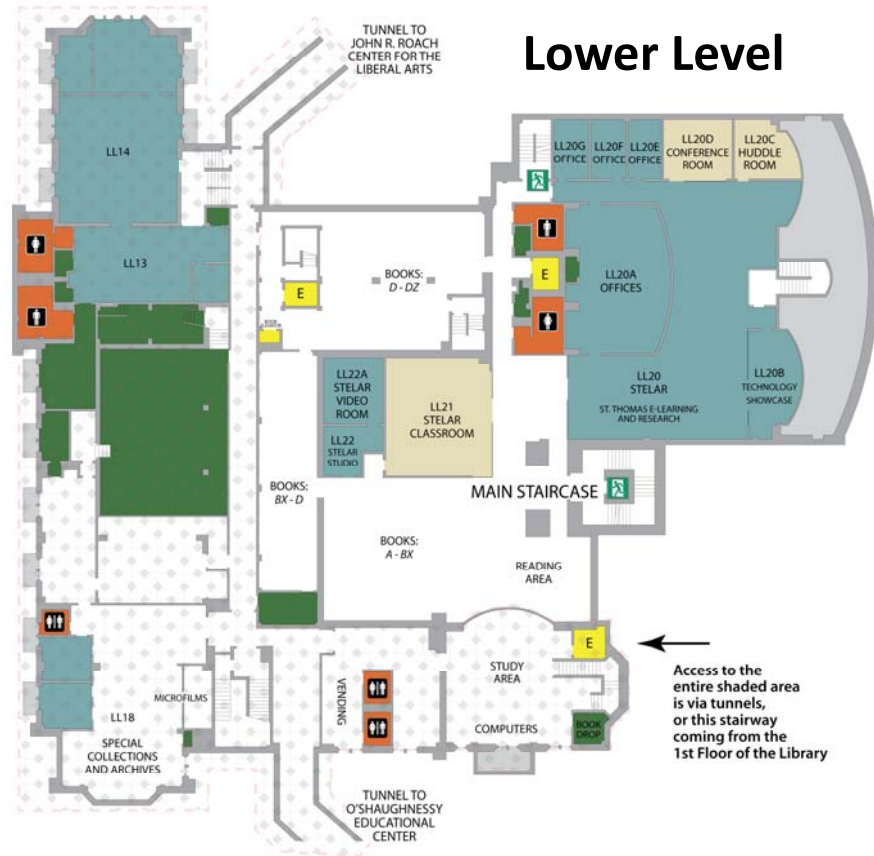 Lower Level
TUNNEL TO
JOHN R. ROACH
CENTER FOR THE
LIBERAL ARTS
LL14
LL20G
OFFICE
LL20F
OFFICE
LL20E
OFFICE
LL20D
CONFERENCE
ROOM
LL20C
HUDDLE
ROOM
LL13
E
BOOKS:
D - DZ
E
LL20A
OFFICES
LL22A
STELAR
VIDEO
ROOM
LL21
STELAR
CLASSROOM
LL22
STELAR
STUDIO
LL20
STELAR
ST. THOMAS E-LEARNING
AND RESEARCH
LL20B
TECHNOLOGY
SHOWCASE
BOOKS:
BX - D
MAIN STAIRCASE
BOOKS:
A - BX
READING
AREA
E
STUDY
AREA
VENDING
MICROFILMS
LL18
SPECIAL
COLLECTIONS
AND ARCHIVES
COMPUTERS
BOOK
DROP
Access to the
entire shaded area
is via tunnels,
or this stairway
coming from the
1st Floor of the Library
TUNNEL TO
O'SHAUGHNESSY
EDUCATIONAL
CENTER